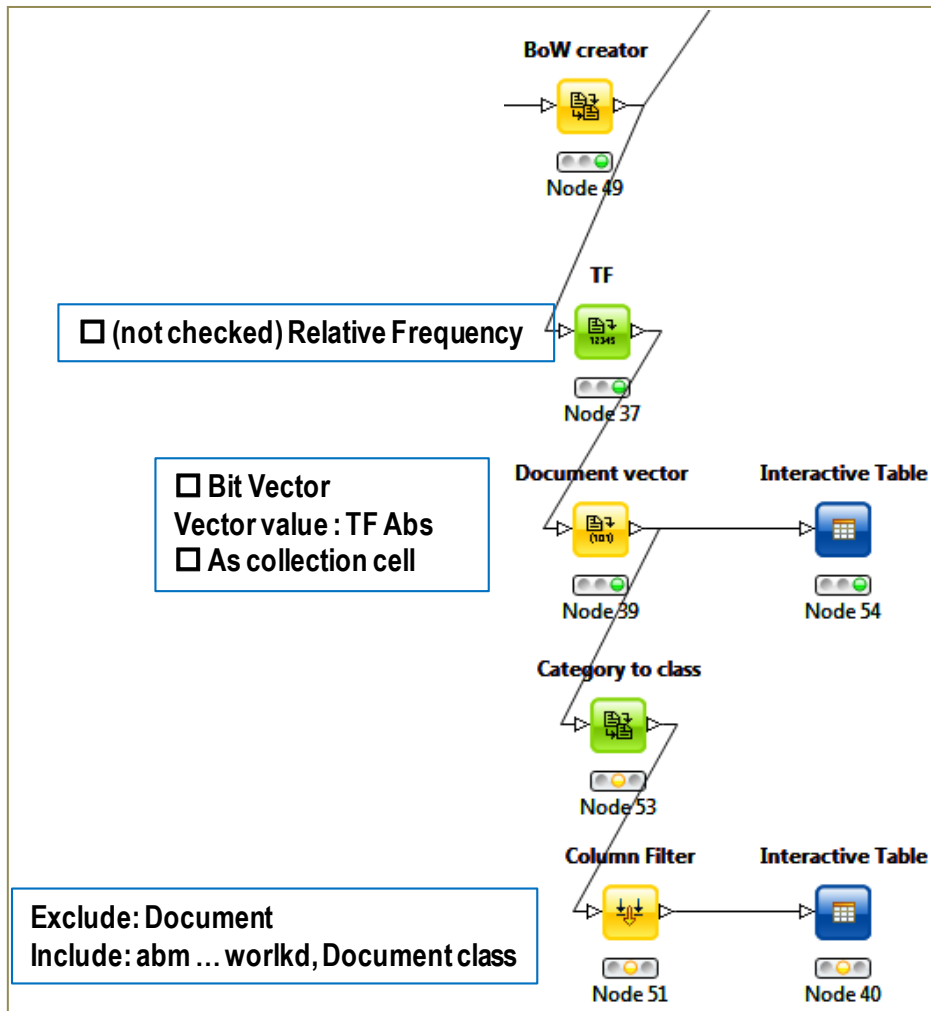 BoW creator
Node 49
TF
☐ (not checked) Relative Frequency
12345
Node 37
☐ Bit Vector
Vector value : TF Abs
☐ As collection cell
Document vector
Interactive Table
(101)
Node 39
Node 54
Category to class
Node 53
Column Filter
Interactive Table
Exclude: Document
Include: abm … worlkd, Document class
Node 51
Node 40